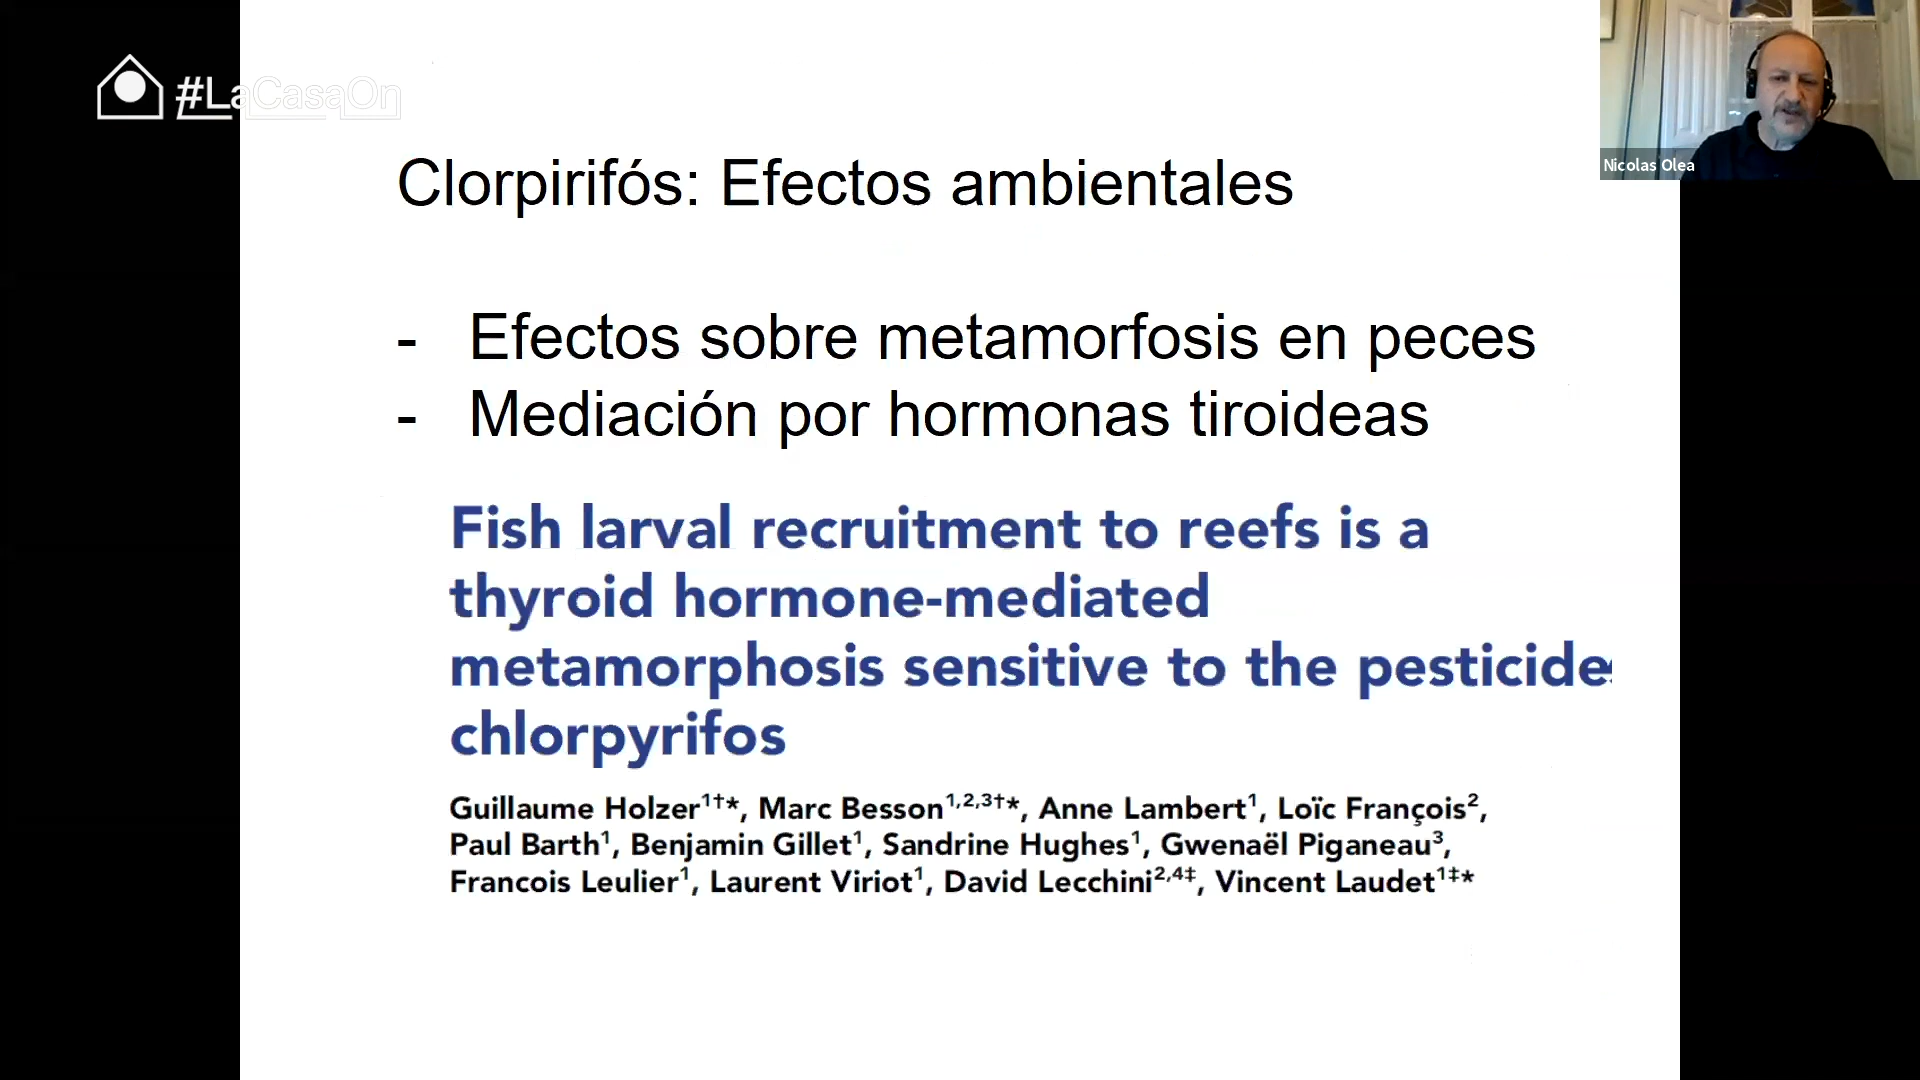 #LaCasaOn
Nicolas Olea
Clorpirifós: Efectos ambientales
- Efectos sobre metamorfosis en peces
- Mediación por hormonas tiroideas
Fish larval recruitment to reefs is a
thyroid hormone-mediated
metamorphosis sensitive to the pesticide
chlorpyrifos
Guillaume Holzer¹†*, Marc Besson¹,²,³†*, Anne Lambert¹, Loïc François²,
Paul Barth¹, Benjamin Gillet¹, Sandrine Hughes¹, Gwenaël Piganeau³,
Francois Leulier¹, Laurent Viriot¹, David Lecchini²,⁴‡, Vincent Laudet¹‡*